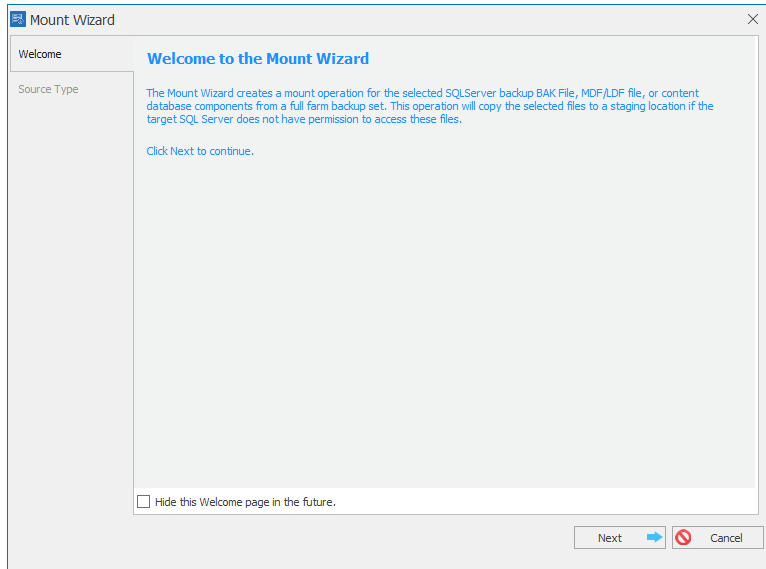 Mount Wizard
Welcome
Source Type
Welcome to the Mount Wizard
The Mount Wizard creates a mount operation for the selected SQLServer backup BAK File, MDF/LDF file, or content
database components from a full farm backup set. This operation will copy the selected files to a staging location if the
target SQL Server does not have permission to access these files.
Click Next to continue.
Hide this Welcome page in the future.
Next
Cancel